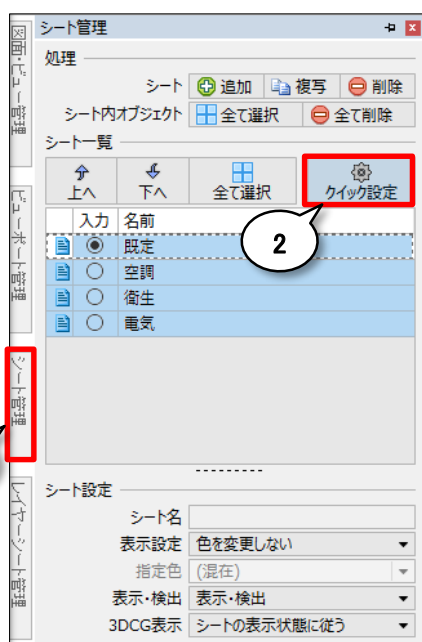 シート管理
処理
シート 追加 複写 削除
シート内オブジェクト 全て選択 全て削除
シート一覧
上へ 下へ 全て選択 クイック設定
2
入力 名前
既定
空調
衛生
電気
シート設定
シート名
表示設定 色を変更しない
指定色 (混在)
表示・検出 表示・検出
3DCG表示 シートの表示状態に従う
図面・ビュー管理
ビューポート管理
シート管理
レイヤーシート管理